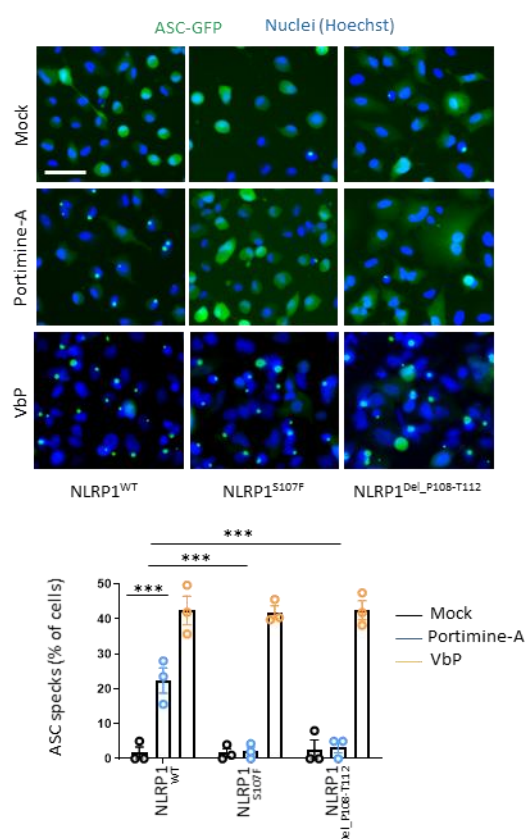 ASC-GFP Nuclei (Hoechst)
Mock
Portimine-A
VbP
NLRP1WT NLRP1S107F NLRP1Del_P108-T112
***
***
***
ASC specks (% of cells)
50
40
30
20
10
0
Mock
Portimine-A
VbP
NLRP1WT
NLRP1S107F
NLRP1Del_P108-T112